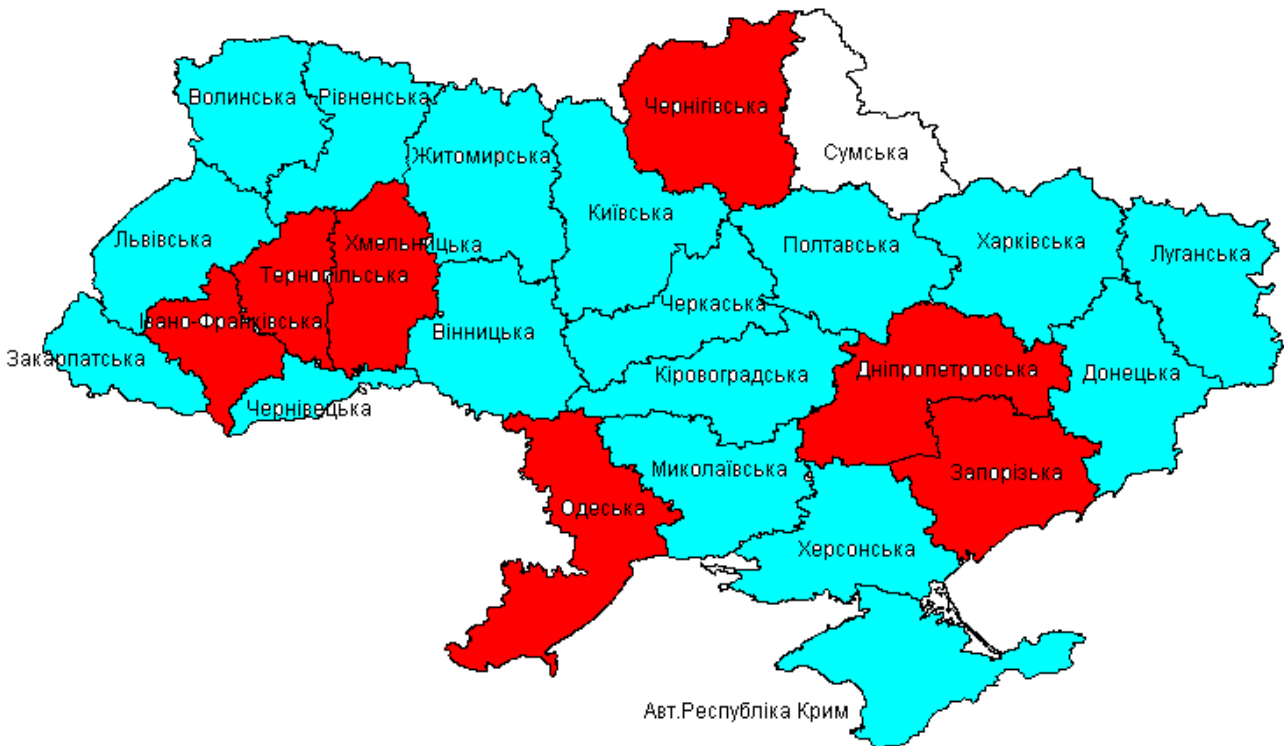 Волинська
Рівненська
Чернігівська
Сумська
Житомирська
Київська
Львівська
Хмельницька
Полтавська
Харківська
Луганська
Тернопільська
Черкаська
Івано-Франківська
Вінницька
Закарпатська
Кіровоградська
Дніпропетровська
Донецька
Чернівецька
Миколаївська
Запорізька
Одеська
Херсонська
Авт.Республіка Крим